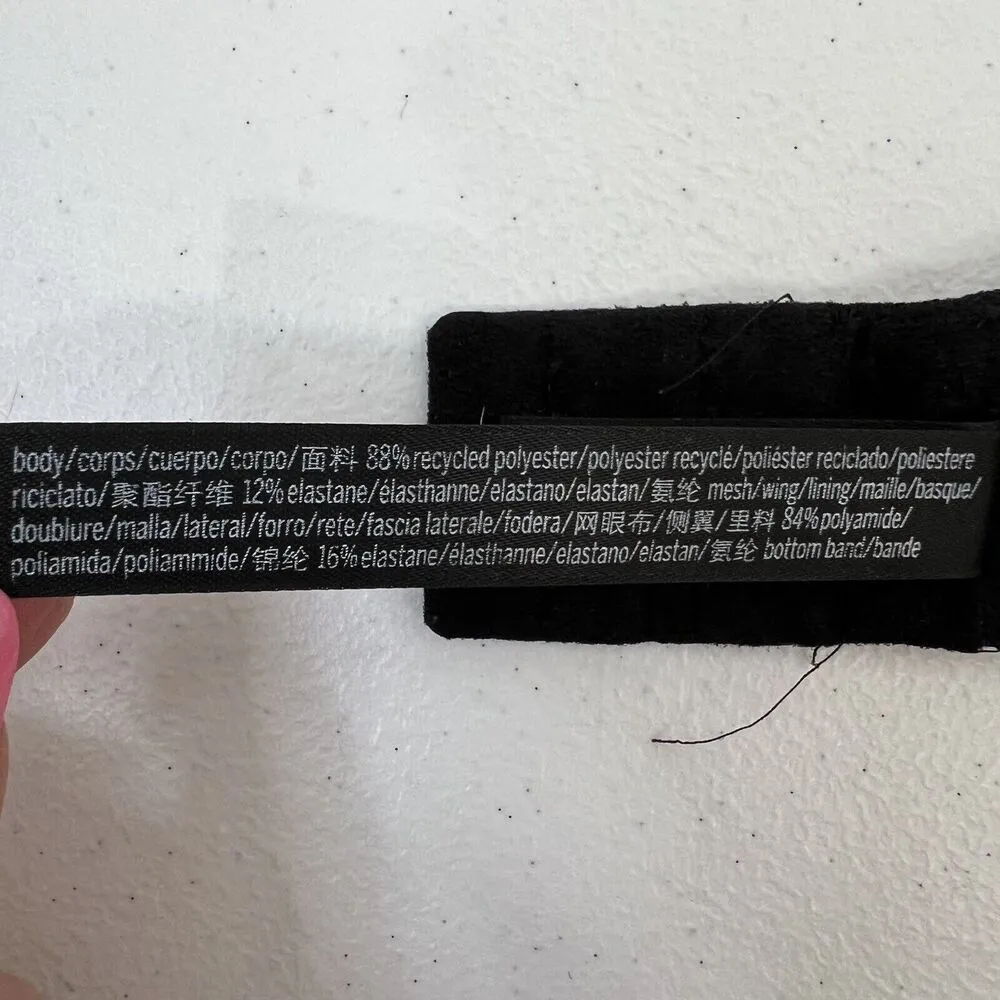 body/corps/cuerpo/corpo/面料 88% recycled polyester/polyester recyclé/poliéster reciclado/poliestere
riciclato/聚酯纤维 12% elastane/élasthanne/elastano/elastan/氨纶 mesh/wing/lining/maille/basque/
doublure/malla/lateral/forro/rete/fascia laterale/fodera/网眼布/侧翼/里料 84% polyamide/
poliamida/poliammide/锦纶 16% elastane/élasthanne/elastano/elastan/氨纶 bottom band/bande